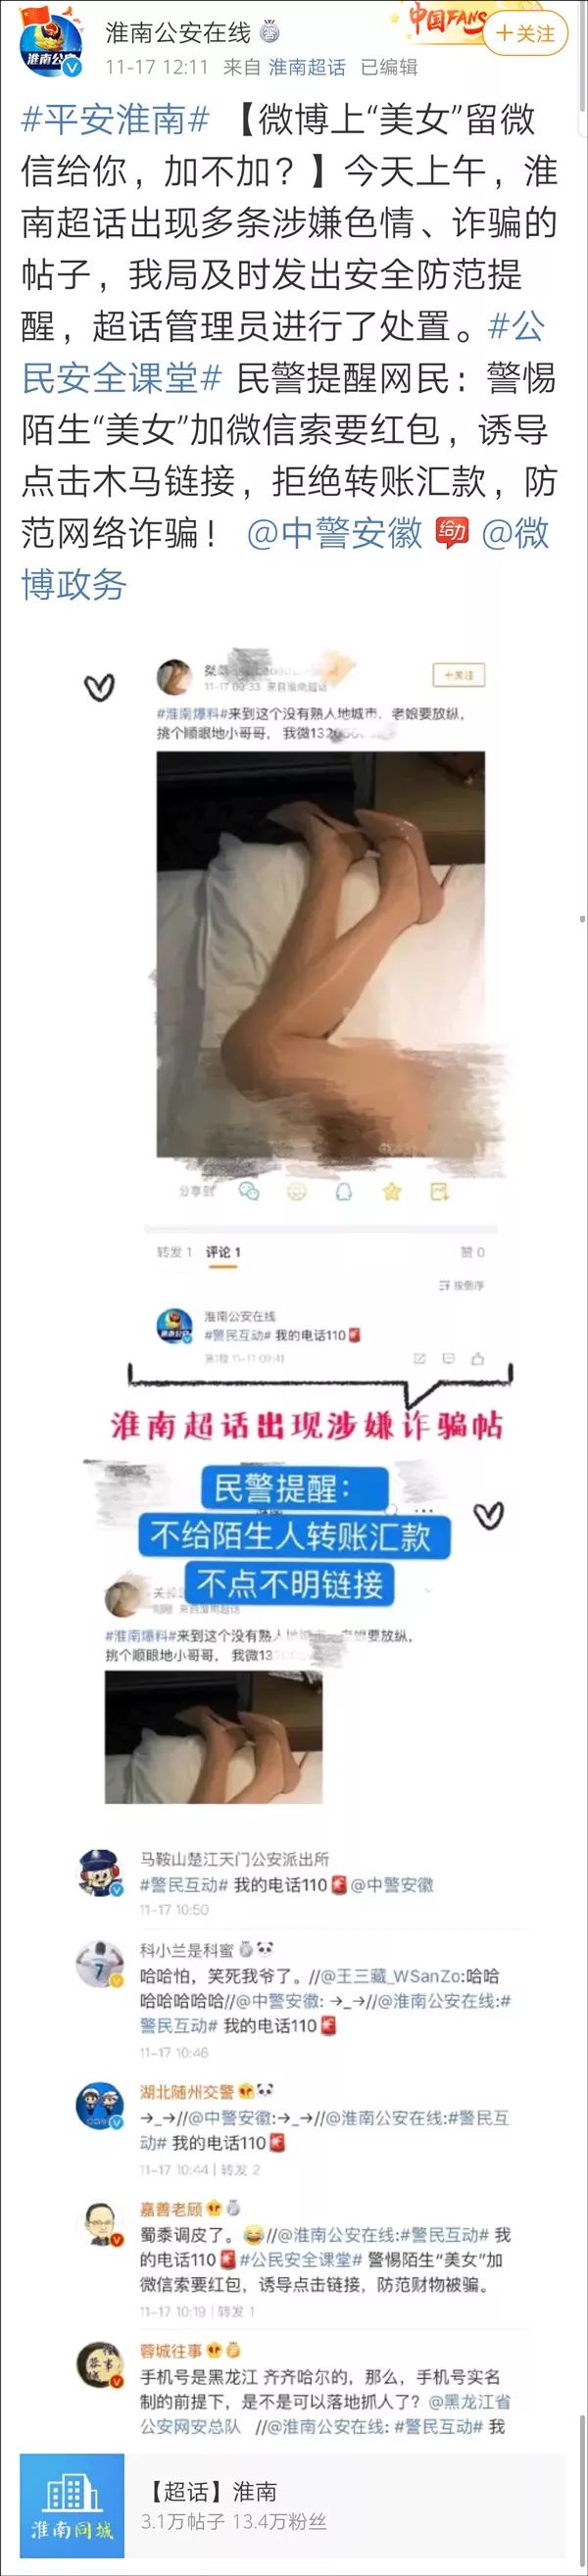 淮南公安在线
中国FANS
+关注
淮南公安
11-17 12:11 来自 淮南超话 已编辑
#平安淮南# 【微博上“美女”留微
信给你，加不加？】今天上午，淮
南超话出现多条涉嫌色情、诈骗的
帖子，我局及时发出安全防范提
醒，超话管理员进行了处置。#公
民安全课堂# 民警提醒网民：警惕
陌生“美女”加微信索要红包，诱导
点击木马链接，拒绝转账汇款，防
范网络诈骗！ @中警安徽 给力 @微
博政务
+关注
11-17 09:33 来自淮南超话
#淮南爆料#来到这个没有熟人地城市，老娘要放纵，
挑个顺眼地小哥哥， 我微132
分享到
转发 1 评论 1 赞 0
按倒序
淮南公安在线
#警民互动# 我的电话110
11-17 09:41
淮南超话出现涉嫌诈骗帖
民警提醒：
不给陌生人转账汇款
不点不明链接
来自淮南超话
#淮南爆料#来到这个没有熟人地城市，老娘要放纵，
挑个顺眼地小哥哥， 我微13
马鞍山楚江天门公安派出所
#警民互动# 我的电话110 @中警安徽
11-17 10:50
科小兰是科蜜
7
哈哈怕，笑死我爷了。//@王三藏_WSanZo:哈哈
哈哈哈哈哈//@中警安徽: →_→//@淮南公安在线:#
警民互动# 我的电话110
11-17 10:46
湖北随州交警
→_→//@中警安徽:→_→//@淮南公安在线:#警民互
动# 我的电话110
11-17 10:44 | 转发 2
嘉善老顾
蜀黍调皮了。//@淮南公安在线:#警民互动# 我
的电话110 #公民安全课堂# 警惕陌生“美女”加
微信索要红包，诱导点击链接，防范财物被骗。
11-17 10:19 | 转发 1
蓉城往事
手机号是黑龙江 齐齐哈尔的，那么，手机号实名
制的前提下，是不是可以落地抓人了？@黑龙江省
公安网安总队 //@淮南公安在线: #警民互动# 我
【超话】淮南
3.1万帖子 13.4万粉丝
淮南同城